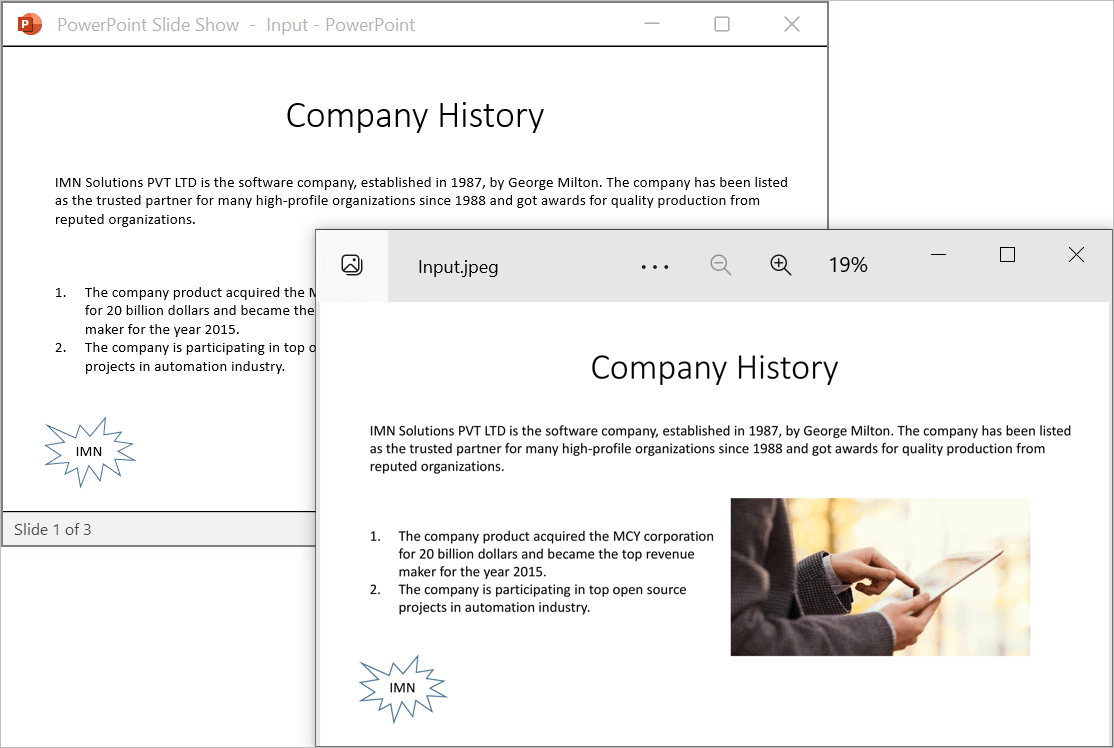 PowerPoint Slide Show - Input - PowerPoint
Company History
IMN Solutions PVT LTD is the software company, established in 1987, by George Milton. The company has been listed
as the trusted partner for many high-profile organizations since 1988 and got awards for quality production from
reputed organizations.
1. The company product acquired the
for 20 billion dollars and became the
maker for the year 2015.
2. The company is participating in top
projects in automation industry.
IMN
Slide 1 of 3
Input.jpeg
19%
Company History
IMN Solutions PVT LTD is the software company, established in 1987, by George Milton. The company has been listed
as the trusted partner for many high-profile organizations since 1988 and got awards for quality production from
reputed organizations.
1. The company product acquired the MCY corporation
for 20 billion dollars and became the top revenue
maker for the year 2015.
2. The company is participating in top open source
projects in automation industry.
IMN